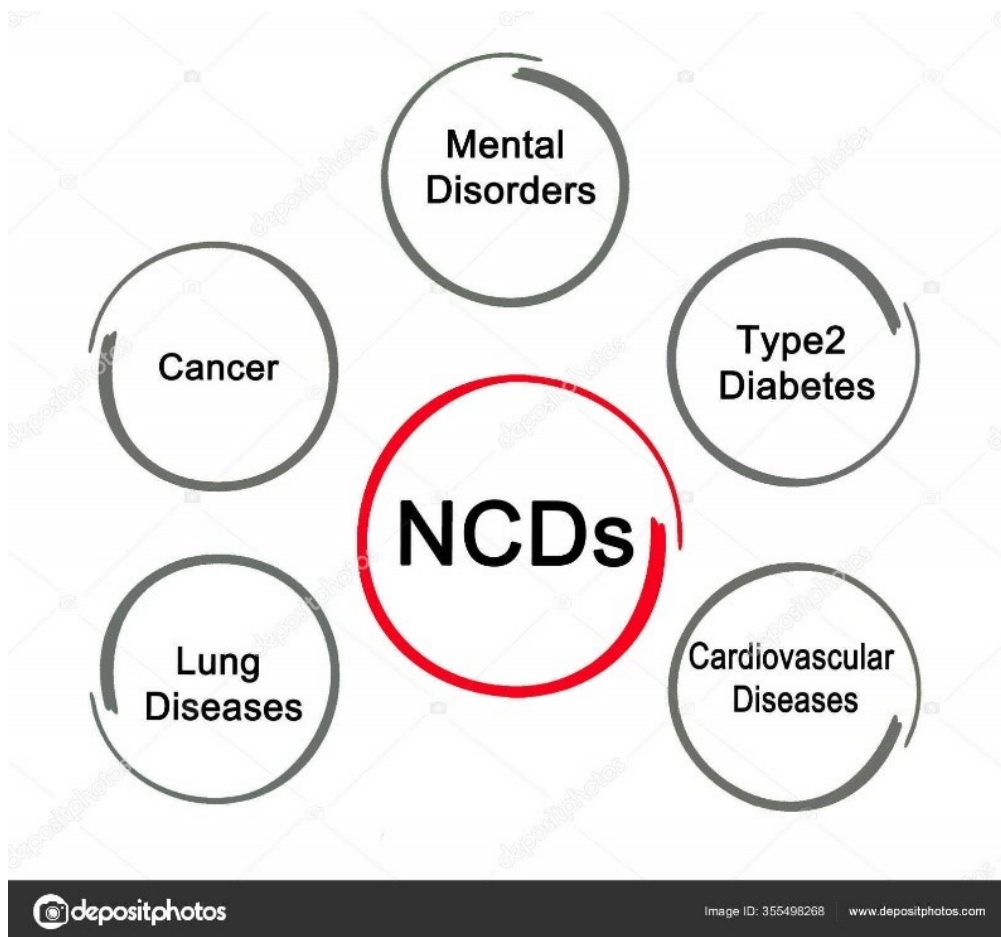 Mental
Disorders
Cancer
Type2
Diabetes
NCDs
Lung
Diseases
Cardiovascular
Diseases
depositphotos
Image ID: 355498268 www.depositphotos.com